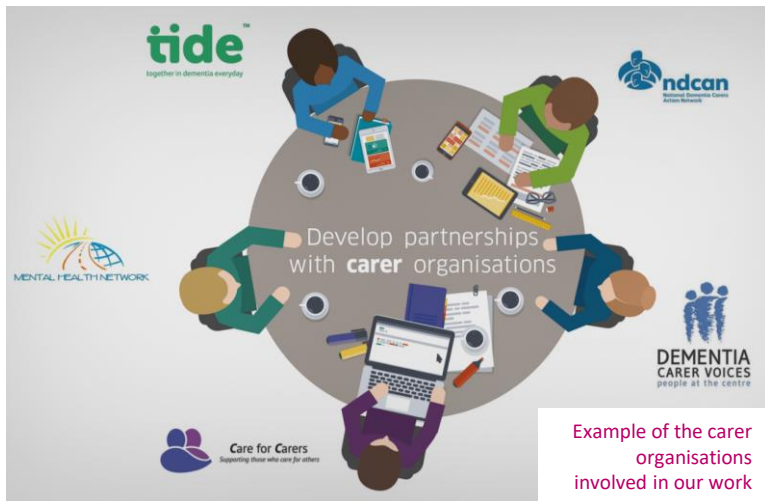 tide™
together in dementia everyday
ndcan
National Dementia Carers
Action Network
Develop partnerships
with carer organisations
MENTAL HEALTH NETWORK
DEMENTIA
CARER VOICES
people at the centre
Care for Carers
Supporting those who care for others
Example of the carer
organisations
involved in our work